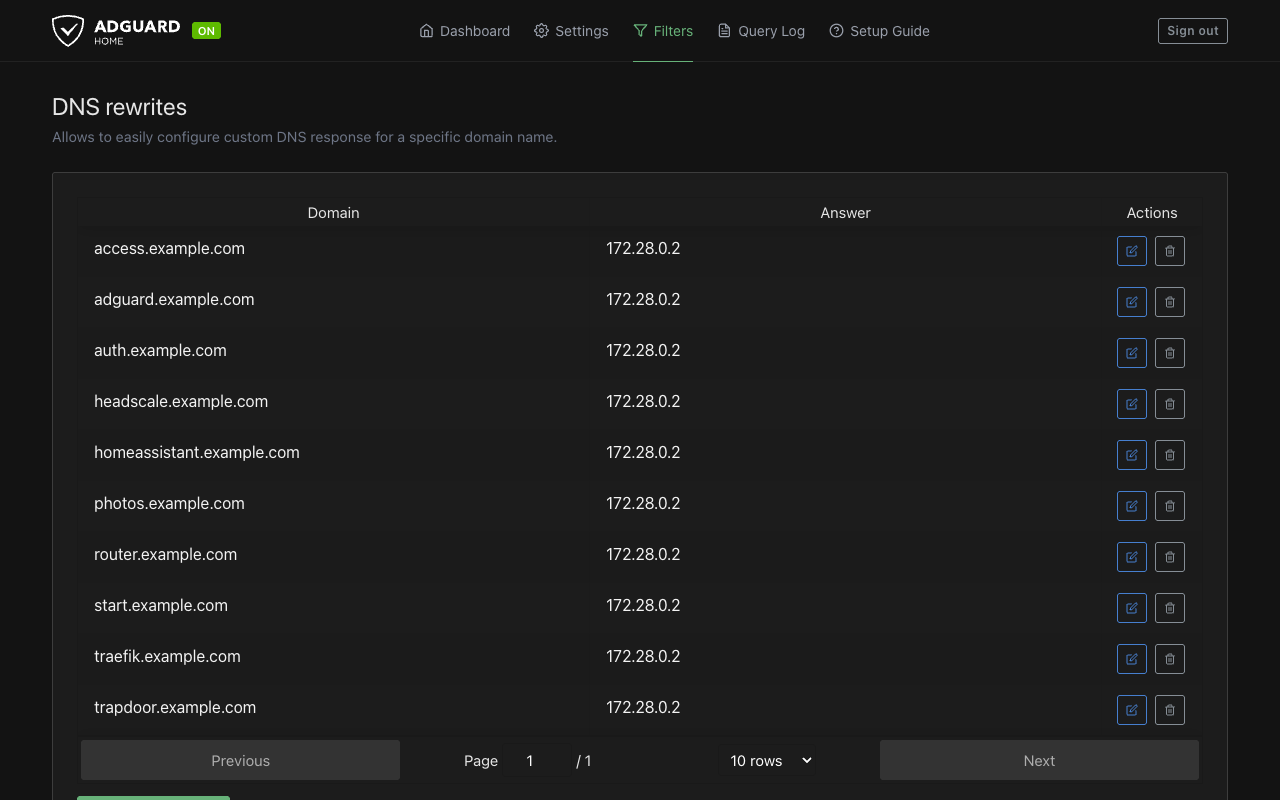 ADGUARD
HOME
ON
Dashboard
Settings
Filters
Query Log
Setup Guide
Sign out
DNS rewrites
Allows to easily configure custom DNS response for a specific domain name.
Domain Answer Actions
access.example.com 172.28.0.2
adguard.example.com 172.28.0.2
auth.example.com 172.28.0.2
headscale.example.com 172.28.0.2
homeassistant.example.com 172.28.0.2
photos.example.com 172.28.0.2
router.example.com 172.28.0.2
start.example.com 172.28.0.2
traefik.example.com 172.28.0.2
trapdoor.example.com 172.28.0.2
Previous Page 1 / 1 10 rows Next